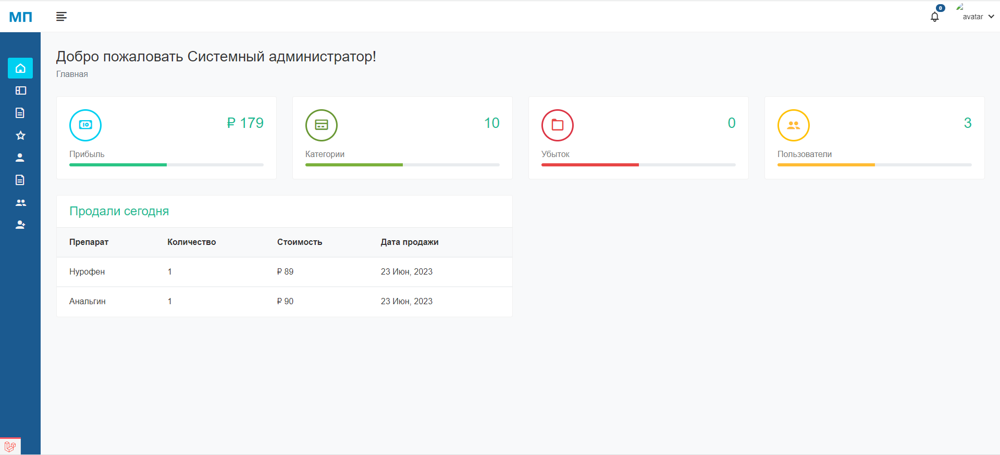 МП
0
avatar
Добро пожаловать Системный администратор!
Главная
₽ 179
Прибыль
10
Категории
0
Убыток
3
Пользователи
Продали сегодня
Препарат Количество Стоимость Дата продажи
Нурофен 1 ₽ 89 23 Июн, 2023
Анальгин 1 ₽ 90 23 Июн, 2023